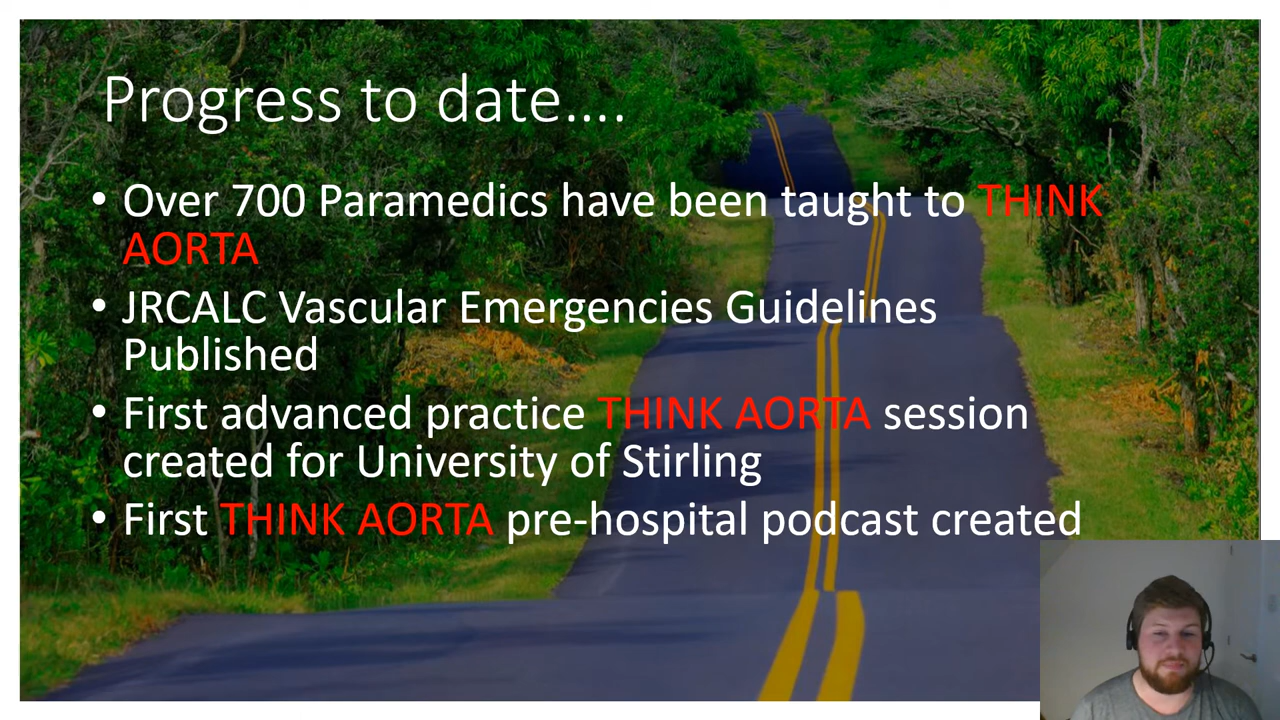 Progress to date....
• Over 700 Paramedics have been taught to THINK
AORTA
• JRCALC Vascular Emergencies Guidelines
Published
• First advanced practice THINK AORTA session
created for University of Stirling
• First THINK AORTA pre-hospital podcast created